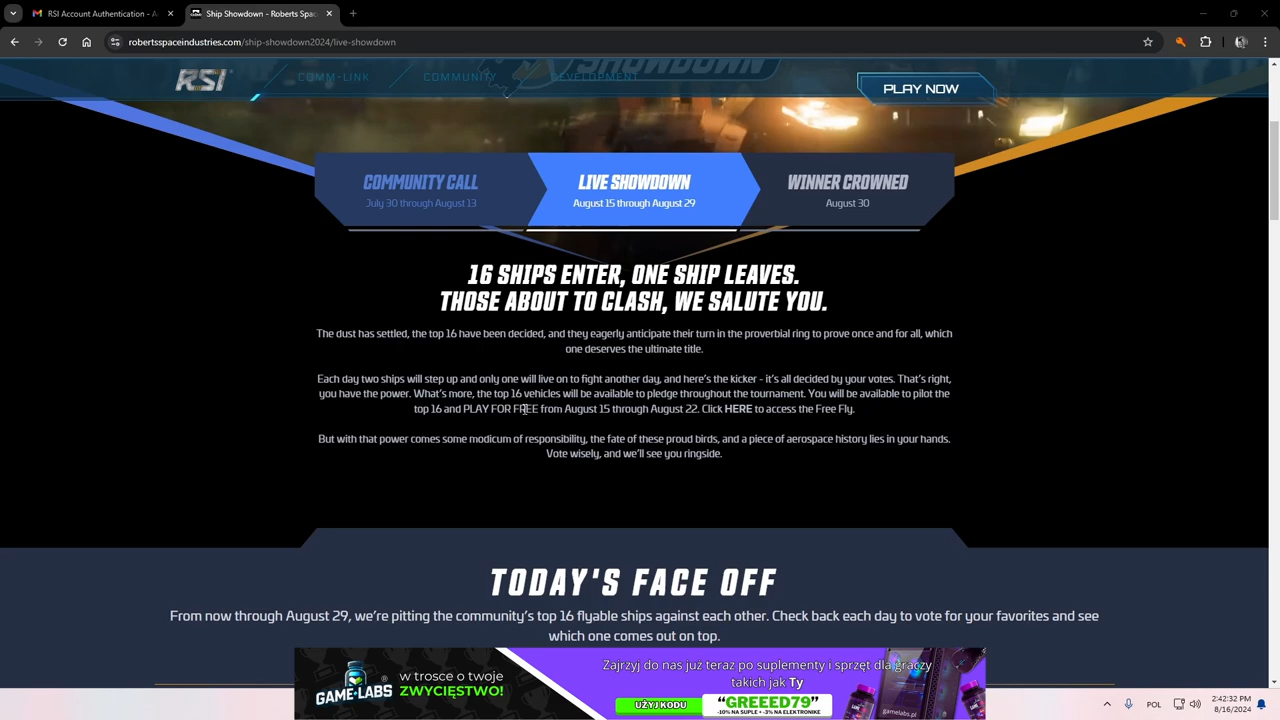 RSI Account Authentication - A
Ship Showdown - Roberts Spac
robertsspaceindustries.com/ship-showdown2024/live-showdown
SHOWDOWN
RSI
COMM-LINK
COMMUNITY
DEVELOPMENT
PLAY NOW
COMMUNITY CALL
July 30 through August 13
LIVE SHOWDOWN
August 15 through August 29
WINNER CROWNED
August 30
16 SHIPS ENTER, ONE SHIP LEAVES.
THOSE ABOUT TO CLASH, WE SALUTE YOU.
The dust has settled, the top 16 have been decided, and they eagerly anticipate their turn in the proverbial ring to prove once and for all, which
one deserves the ultimate title.
Each day two ships will step up and only one will live on to fight another day, and here's the kicker - it's all decided by your votes. That's right,
you have the power. What's more, the top 16 vehicles will be available to pledge throughout the tournament. You will be available to pilot the
top 16 and PLAY FOR FREE from August 15 through August 22. Click HERE to access the Free Fly.
But with that power comes some modicum of responsibility, the fate of these proud birds, and a piece of aerospace history lies in your hands.
Vote wisely, and we'll see you ringside.
TODAY'S FACE OFF
From now through August 29, we're pitting the community's top 16 flyable ships against each other. Check back each day to vote for your favorites and see
which one comes out on top.
GAME LABS
w trosce o twoje
ZWYCIĘSTWO!
Zajrzyj do nas już teraz po suplementy i sprzęt dla graczy
takich jak Ty
UŻYJ KODU
"GREEED79"
-10% NA SUPLE • -3% NA ELEKTRONIKE
gamelabs.pl
POL
2:42:32 PM
8/16/2024